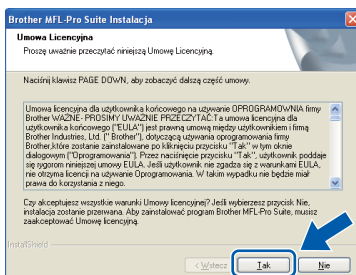 Brother MFL-Pro Suite Instalacja
Umowa Licencyjna
Proszę uważnie przeczytać niniejszą Umowę Licencyjną.
Naciśnij klawisz PAGE DOWN, aby zobaczyć dalszą część umowy.
Umowa licencyjna dla użytkownika końcowego na używanie OPROGRAMOWNIA firmy
Brother WAŻNE- PROSIMY UWAŻNIE PRZECZYTAĆ:Ta umowa licencyjna dla
użytkownika końcowego ("EULA") jest prawną umową między użytkownikiem i firmą
Brother Industries, Ltd. (" Brother"), dotyczącą używania oprogramowania firmy
Brother,które zostanie zainstalowane po kliknięciu przycisku "Tak" w tym oknie
dialogowym ("Oprogramowania"). Przez naciśnięcie przycisku "Tak", użytkownik poddaje
się rygorom niniejszej umowy EULA. Jeśli użytkownik nie zgadza się z warunkami EULA,
nie otrzyma licencji na używanie Oprogramowania. W takim wypadku nie będzie miał
prawa do korzystania z niego.
Czy akceptujesz wszystkie warunki Umowy licencyjnej? Jeśli wybierzesz przycisk Nie,
instalacja zostanie przerwana. Aby zainstalować program Brother MFL-Pro Suite, musisz
zaakceptować Umowę licencyjną.
InstallShield
< Wstecz Tak Nie